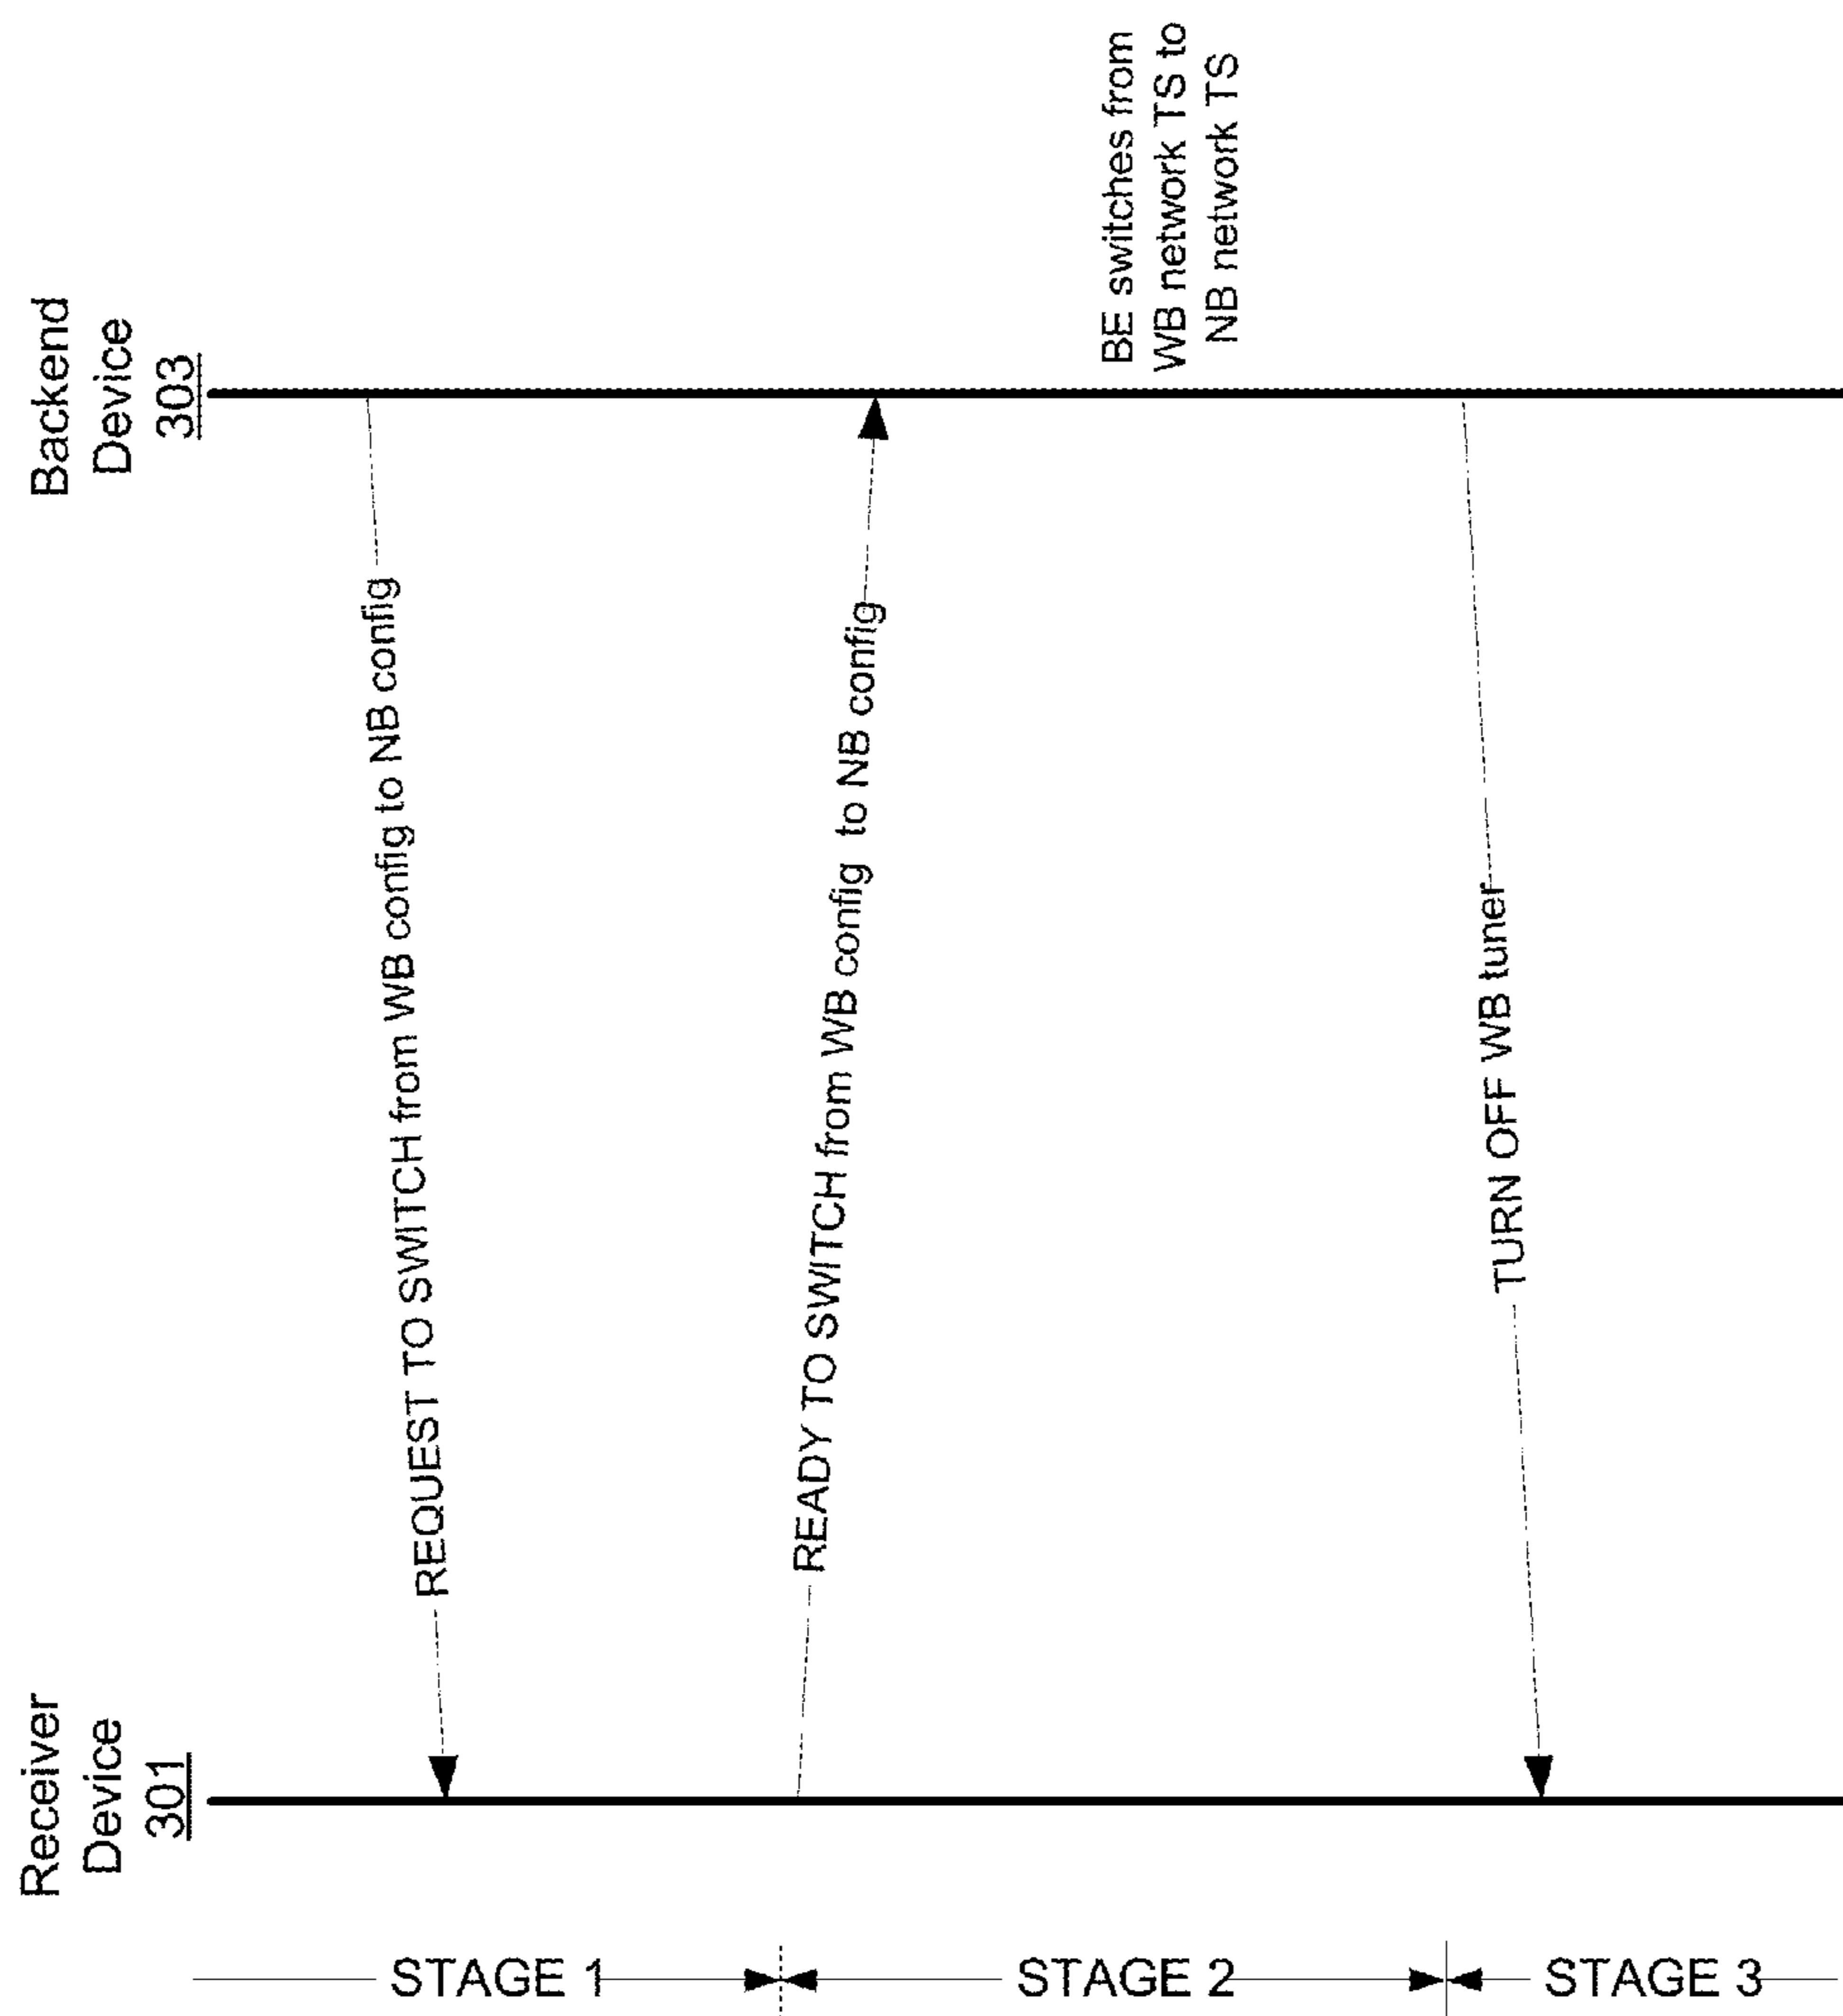 Receiver
Device
301
Backend
Device
303
STAGE 1
REQUEST TO SWITCH from WB config to NB config
STAGE 2
READY TO SWITCH from WB config to NB config
BE switches from
WB network TS to
NB network TS
STAGE 3
TURN OFF WB tuner